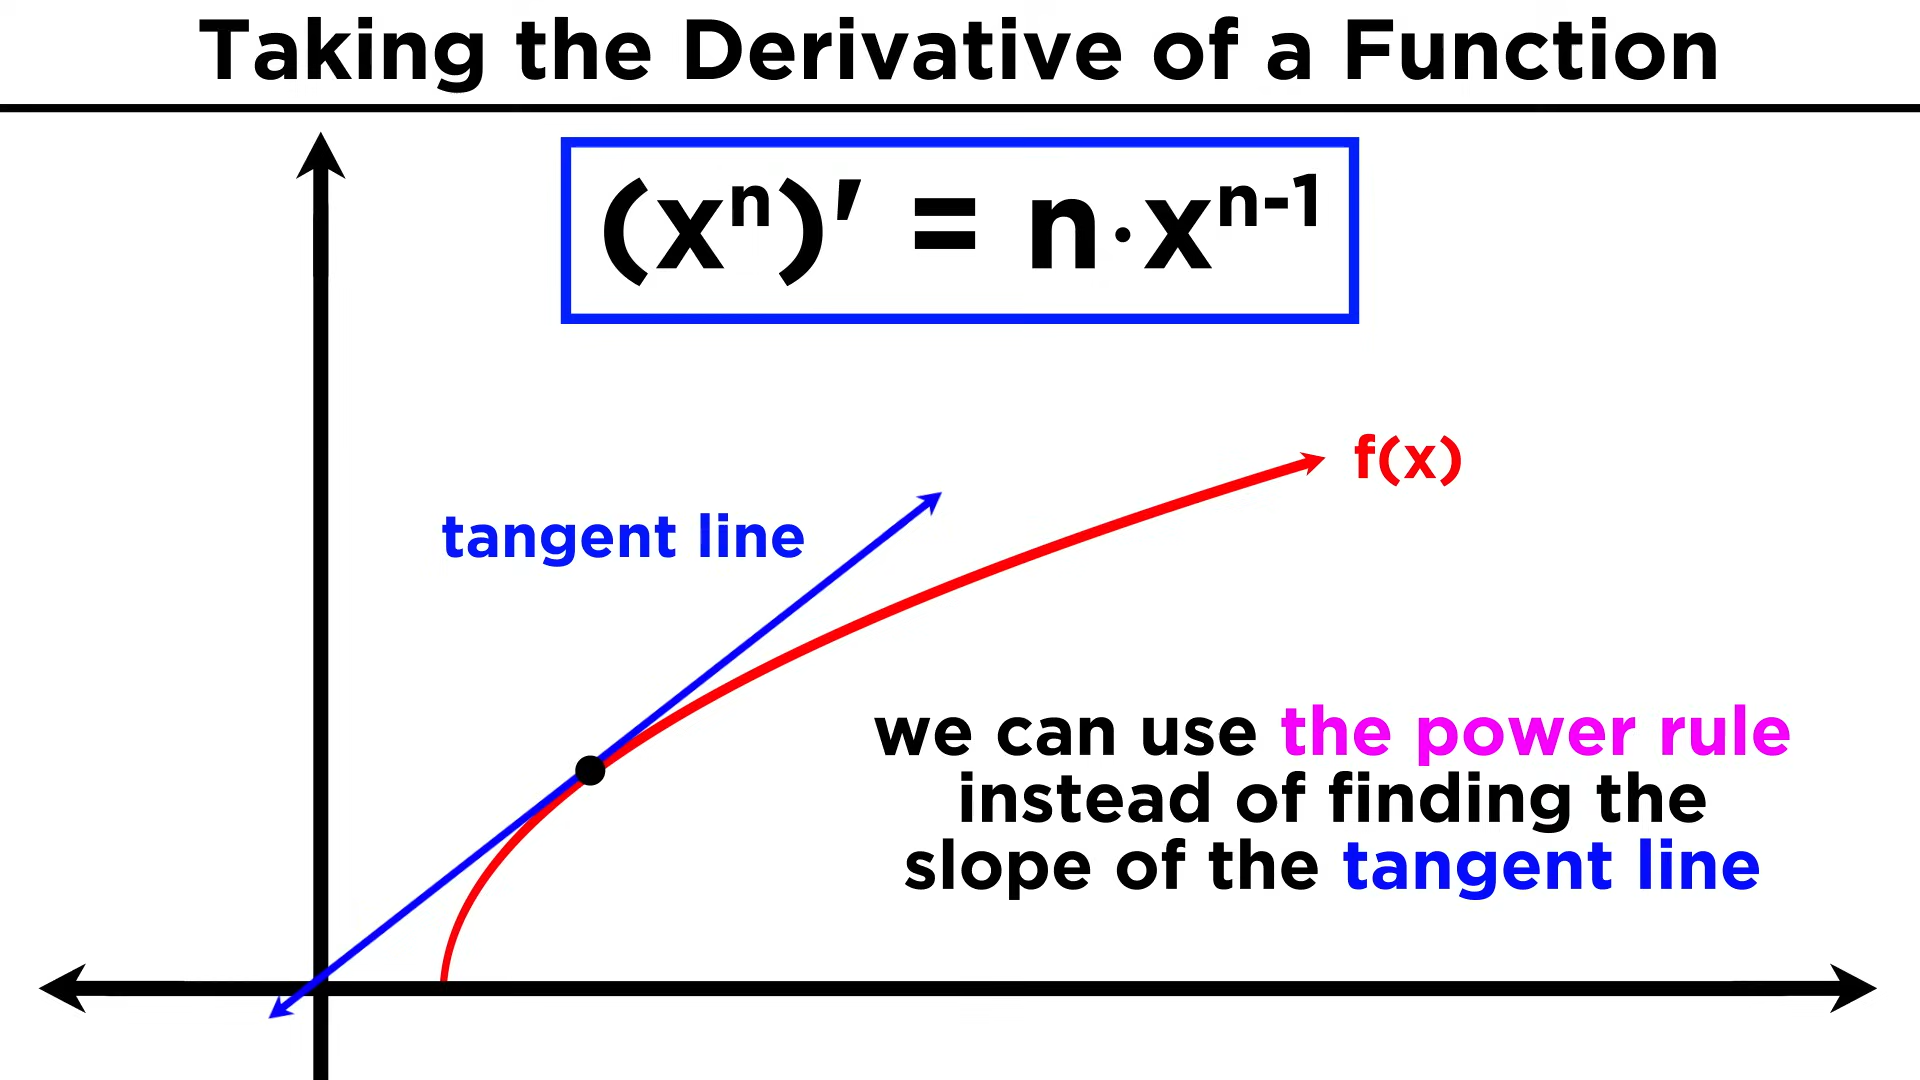 Taking the Derivative of a Function
(xⁿ)' = n·xⁿ⁻¹
f(x)
tangent line
we can use the power rule
instead of finding the
slope of the tangent line